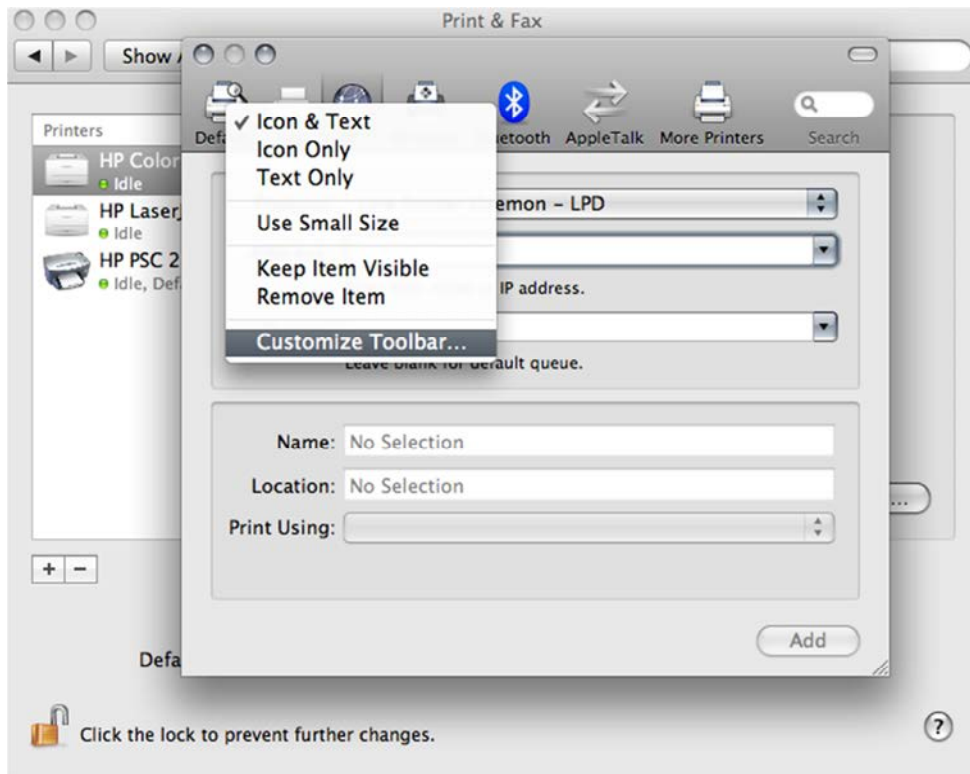 Print & Fax
Show
Search
AppleTalk
More Printers
Icon & Text
Icon Only
Text Only
Use Small Size
Keep Item Visible
Remove Item
Customize Toolbar...
Printers
HP Color
Idle
HP LaserJ
Idle
HP PSC 2
Idle, Def
emon – LPD
IP address.
Leave blank for default queue.
Name: No Selection
Location: No Selection
Print Using:
+ −
Add
Defa
Click the lock to prevent further changes.
?